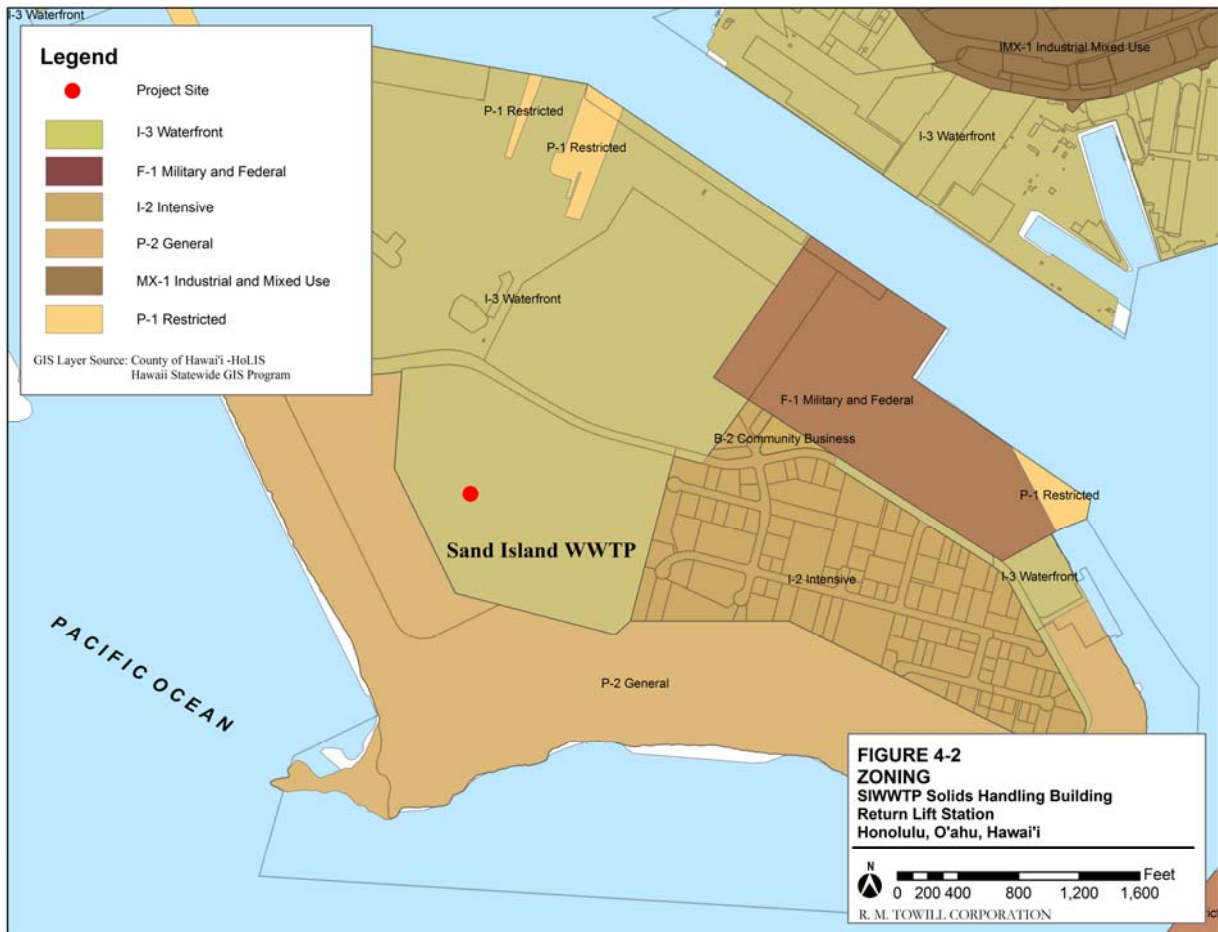 I-3 Waterfront
Legend
Project Site
I-3 Waterfront
F-1 Military and Federal
I-2 Intensive
P-2 General
MX-1 Industrial and Mixed Use
P-1 Restricted
GIS Layer Source: County of Hawai'i -HoLIS
Hawaii Statewide GIS Program
IMX-1 Industrial Mixed Use
P-1 Restricted
I-3 Waterfront
P-1 Restricted
I-3 Waterfront
F-1 Military and Federal
B-2 Community Business
P-1 Restricted
Sand Island WWTP
I-2 Intensive
I-3 Waterfront
PACIFIC OCEAN
P-2 General
FIGURE 4-2
ZONING
SIWWTP Solids Handling Building
Return Lift Station
Honolulu, O'ahu, Hawai'i
N
Feet
0 200 400 800 1,200 1,600
R. M. TOWILL CORPORATION